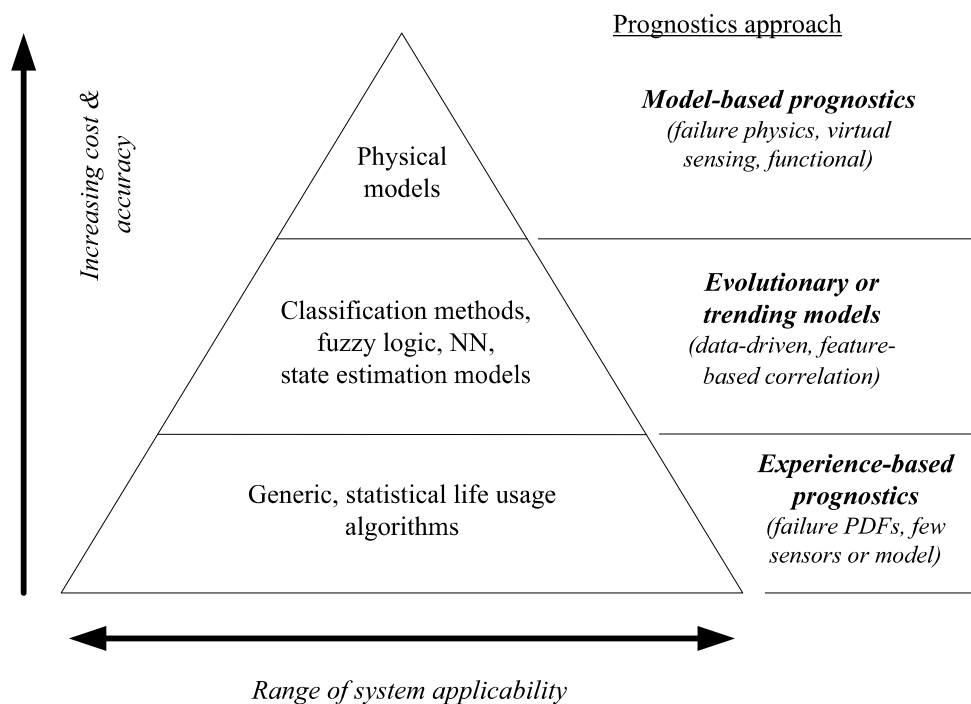 Prognostics approach
Increasing cost &
accuracy
Physical
models
Model-based prognostics
(failure physics, virtual
sensing, functional)
Classification methods,
fuzzy logic, NN,
state estimation models
Evolutionary or
trending models
(data-driven, feature-
based correlation)
Generic, statistical life usage
algorithms
Experience-based
prognostics
(failure PDFs, few
sensors or model)
Range of system applicability